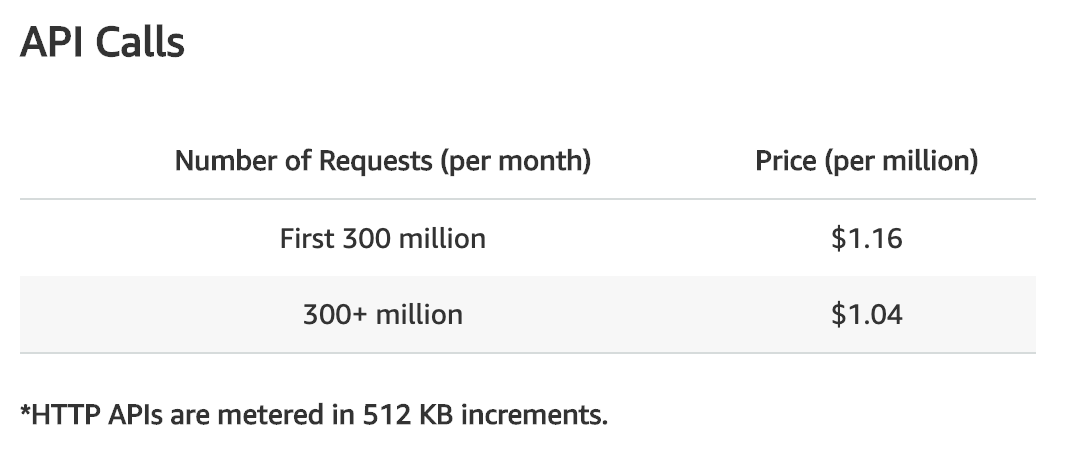 API Calls
Number of Requests (per month) Price (per million)
First 300 million $1.16
300+ million $1.04
*HTTP APIs are metered in 512 KB increments.